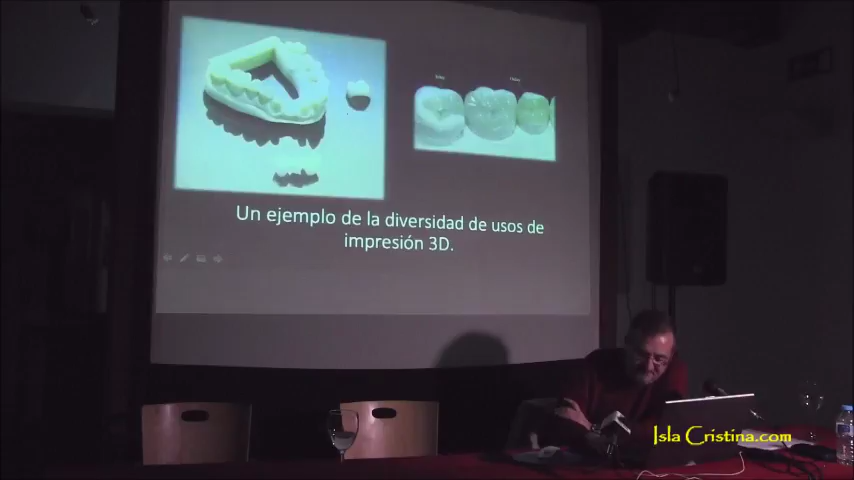 Un ejemplo de la diversidad de usos de
impresión 3D.
Isla Cristina.com